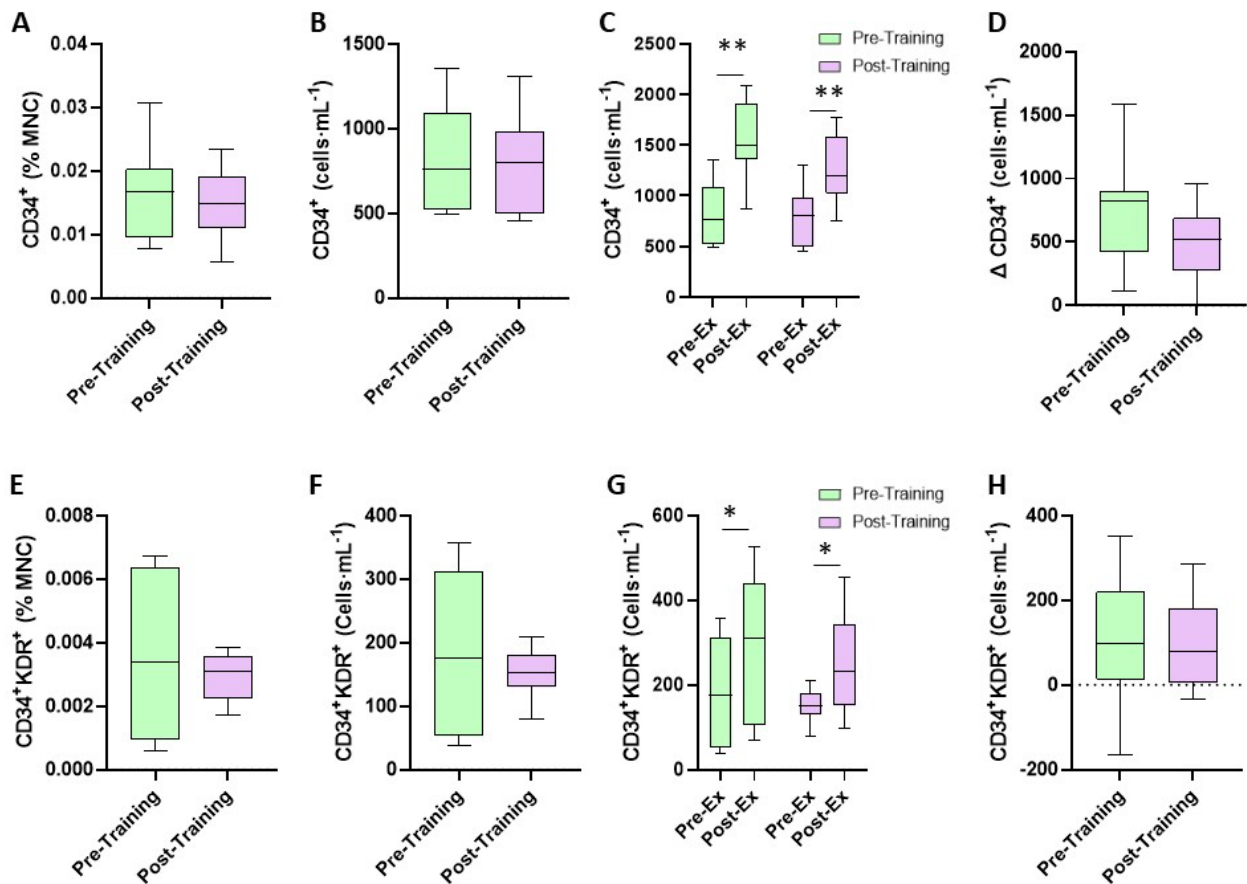 A
CD34⁺ (% MNC)
0.04
0.03
0.02
0.01
0.00
Pre-Training
Post-Training
B
CD34⁺ (cells·mL⁻¹)
1500
1000
500
0
Pre-Training
Post-Training
C
CD34⁺ (cells·mL⁻¹)
2500
2000
1500
1000
500
0
**
**
Pre-Training
Post-Training
Pre-Ex
Post-Ex
Pre-Ex
Post-Ex
D
Δ CD34⁺ (cells·mL⁻¹)
2000
1500
1000
500
0
Pre-Training
Pos-Training
E
CD34⁺KDR⁺ (% MNC)
0.008
0.006
0.004
0.002
0.000
Pre-Training
Post-Training
F
CD34⁺KDR⁺ (Cells·mL⁻¹)
400
300
200
100
0
Pre-Training
Post-Training
G
CD34⁺KDR⁺ (Cells·mL⁻¹)
600
400
200
0
*
*
Pre-Training
Post-Training
Pre-Ex
Post-Ex
Pre-Ex
Post-Ex
H
CD34⁺KDR⁺ (Cells·mL⁻¹)
400
200
0
-200
Pre-Training
Post-Training